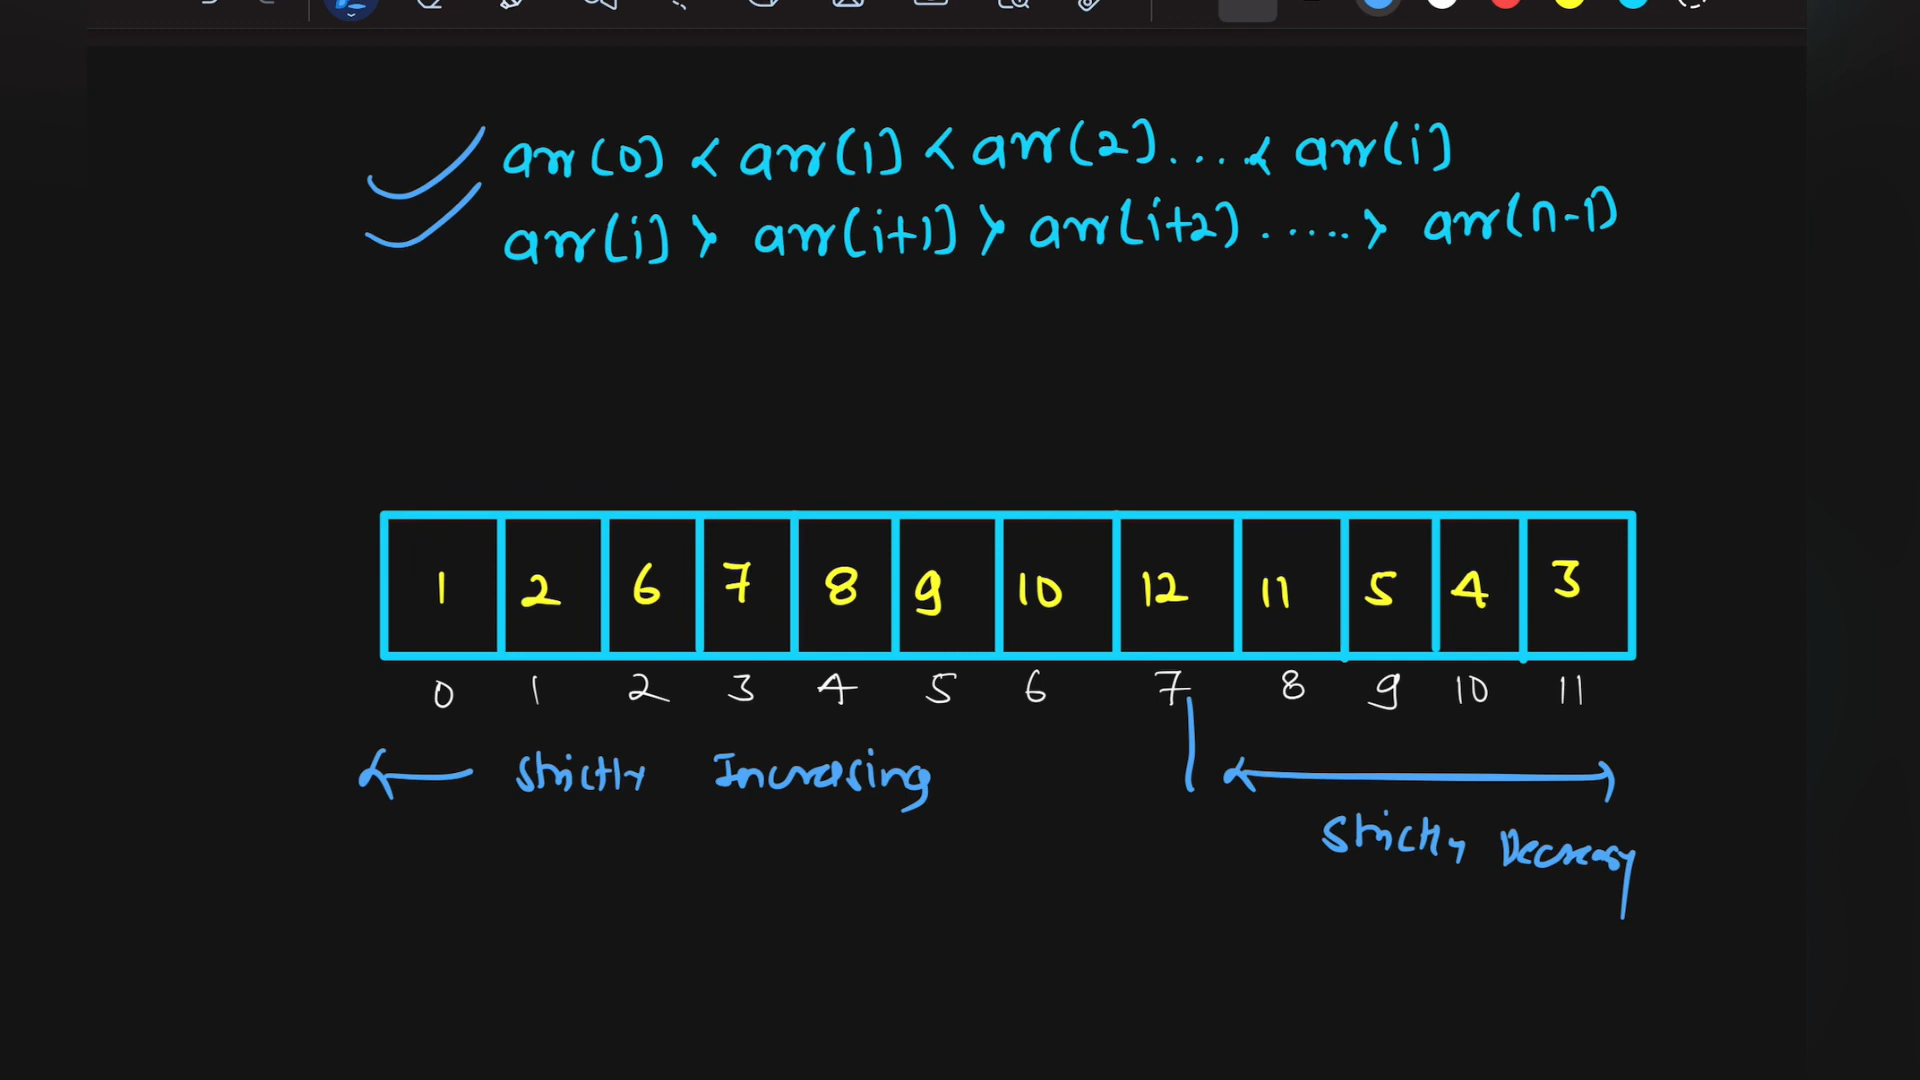 arr[0] < arr[1] < arr[2]....< arr[i]
arr[i] > arr[i+1] > arr[i+2].....> arr[n-1]
1 2 6 7 8 9 10 12 11 5 4 3
0 1 2 3 4 5 6 7 8 9 10 11
Strictly Increasing
Strictly Decreasy